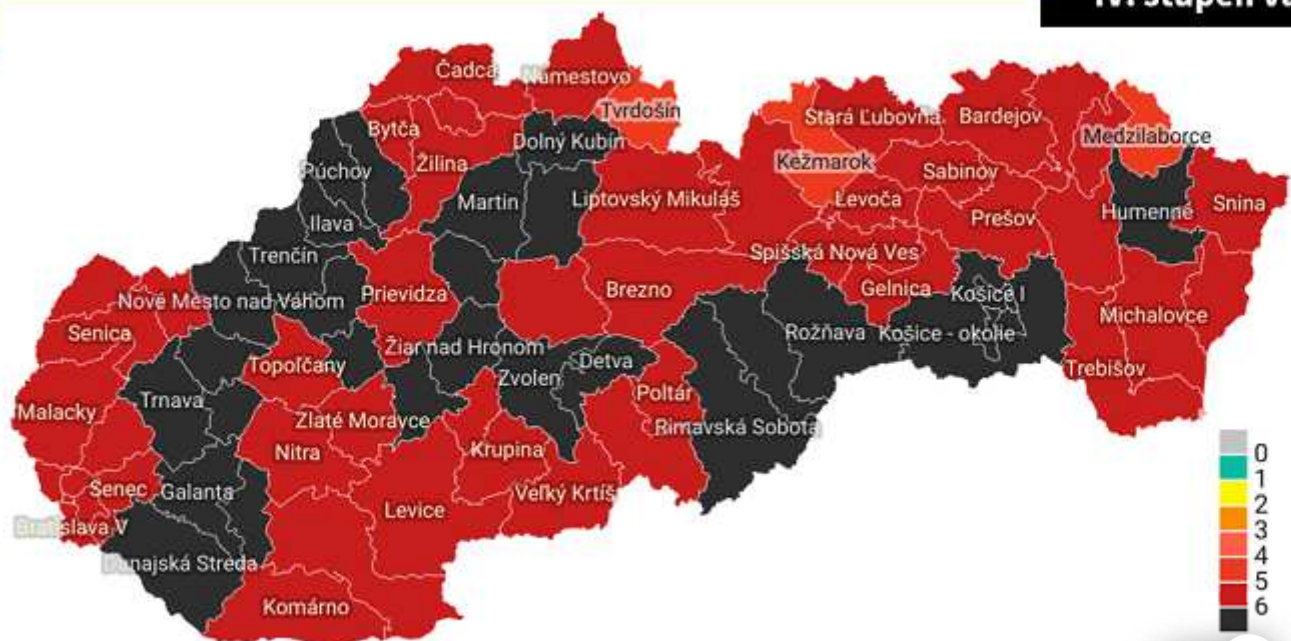 IV. stupeň va
Čadca
Námestovo
Tvrdošín
Bytča
Dolný Kubín
Stará Ľubovňa
Bardejov
Medzilaborce
Púchov
Žilina
Kežmarok
Sabinov
Martin
Liptovský Mikuláš
Levoča
Humenné
Snina
Ilava
Prešov
Trenčín
Spišská Nová Ves
Nové Mesto nad Váhom
Prievidza
Brezno
Gelnica
Košice I
Senica
Michalovce
Žiar nad Hronom
Rožňava
Košice - okolie
Topoľčany
Detva
Trebišov
Zvolen
Trnava
Poltár
Malacky
Zlaté Moravce
Rimavská Sobota
Nitra
Krupina
Senec
Galanta
Veľký Krtíš
Levice
Bratislava V
Dunajská Streda
Komárno
0
1
2
3
4
5
6